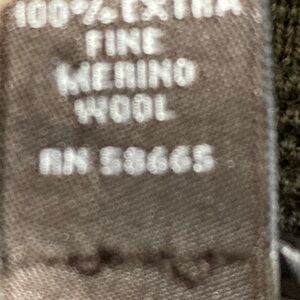 100% EXTRA
FINE
MERINO
WOOL
RN 58665